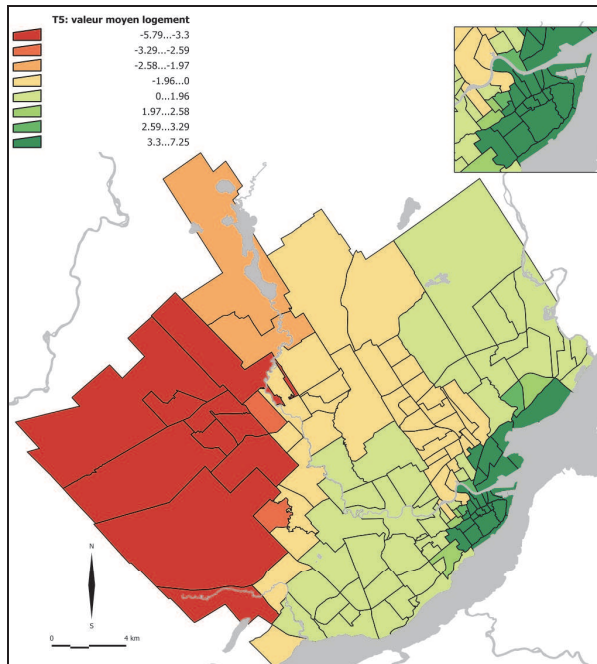 T5: valeur moyen logement
-5.79...-3.3
-3.29...-2.59
-2.58...-1.97
-1.96...0
0...1.96
1.97...2.58
2.59...3.29
3.3...7.25
N
S
0 4 km